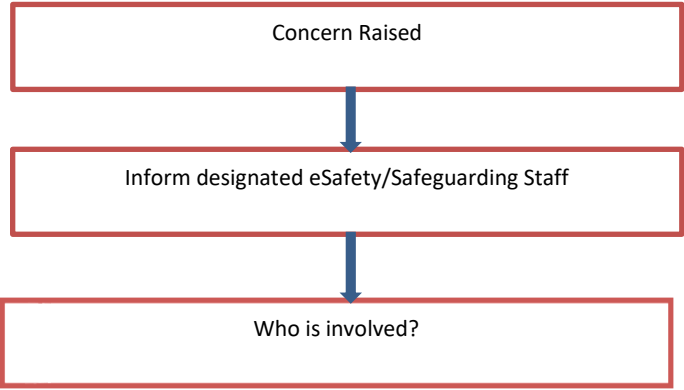 Concern Raised
Inform designated eSafety/Safeguarding Staff
Who is involved?